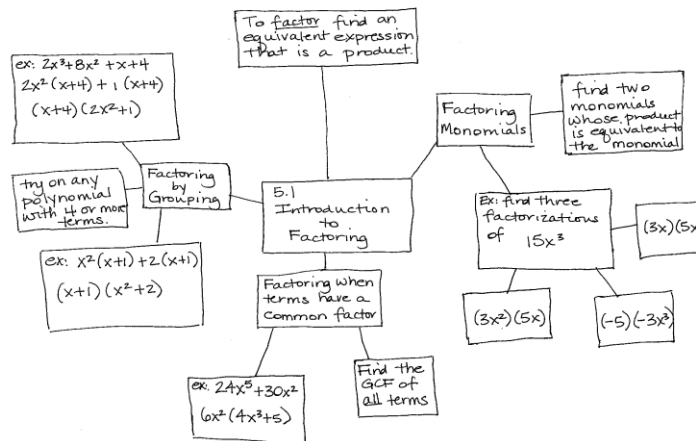 To factor find an
equivalent expression
that is a product.
ex: 2x³+8x² +x+4
2x²(x+4)+1(x+4)
(x+4)(2x²+1)
Factoring
Monomials
find two
monomials
whose product
is equivalent to
the monomial
Factoring
by
Grouping
try on any
polynomial
with 4 or more
terms.
5.1
Introduction
to
Factoring
Ex: find three
factorizations
of 15x³
(3x)(5x
ex: x²(x+1)+2(x+1)
(x+1)(x²+2)
Factoring when
terms have a
common factor
(3x²)(5x)
(-5)(-3x³)
ex: 24x⁵+30x²
6x²(4x³+5)
Find the
GCF of
all terms